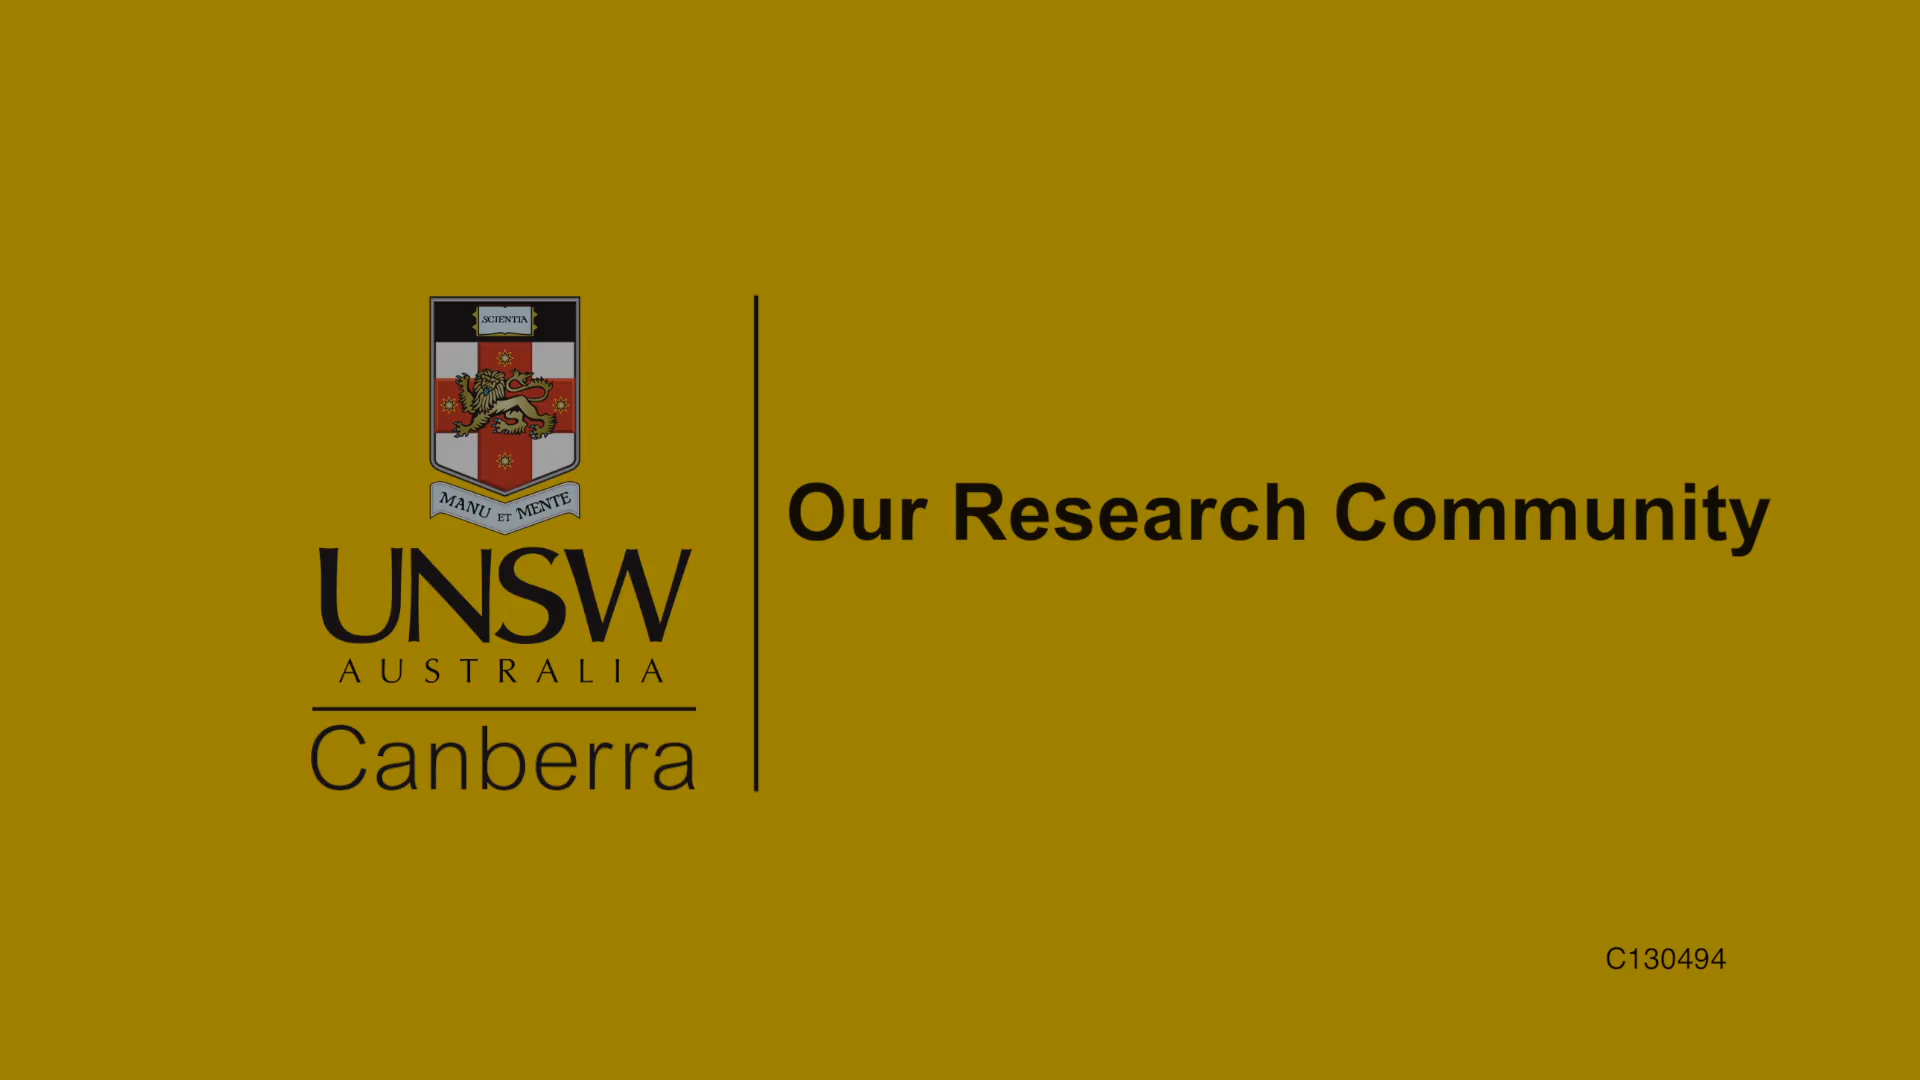 SCIENTIA
MANU ET MENTE
UNSW
AUSTRALIA
Canberra
Our Research Community
C130494